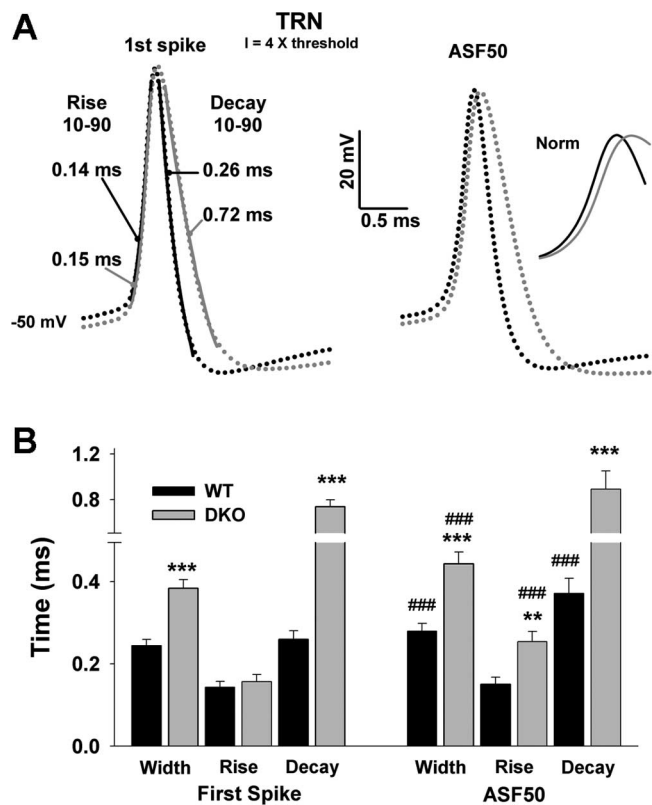 A
TRN
I = 4 X threshold
1st spike
ASF50
Rise
10-90
Decay
10-90
0.14 ms
0.26 ms
0.72 ms
0.15 ms
-50 mV
20 mV
0.5 ms
Norm
B
1.2
0.8
0.4
0.2
0.0
Time (ms)
WT
DKO
***
***
###
###
***
###
**
###
***
Width
Rise
Decay
Width
Rise
Decay
First Spike
ASF50